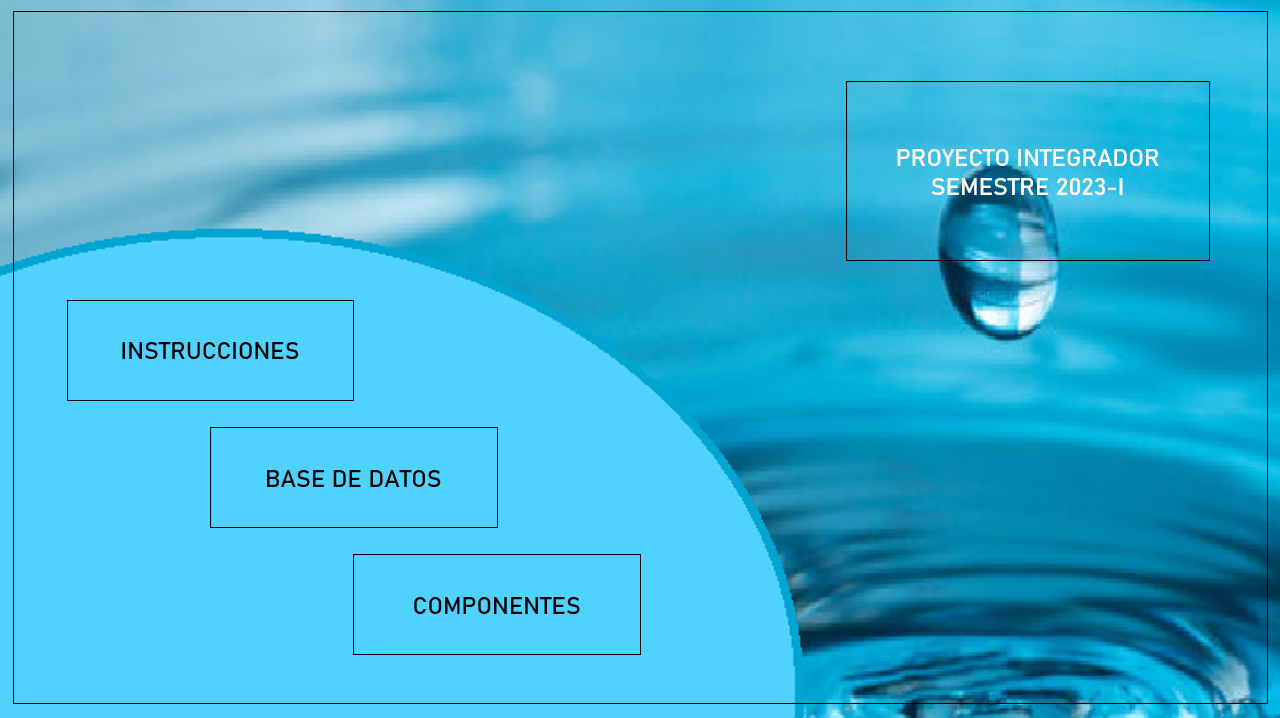 PROYECTO INTEGRADOR
SEMESTRE 2023-I
INSTRUCCIONES
BASE DE DATOS
COMPONENTES